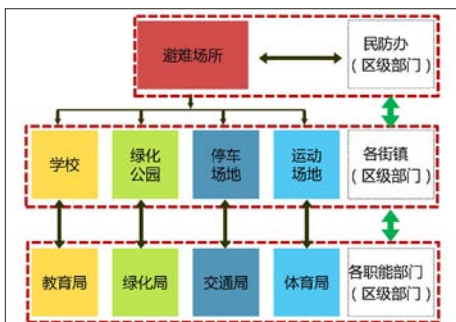 避难场所
民防办
（区级部门）
学校
绿化
公园
停车
场地
运动
场地
各街镇
（区级部门）
教育局
绿化局
交通局
体育局
各职能部门
（区级部门）